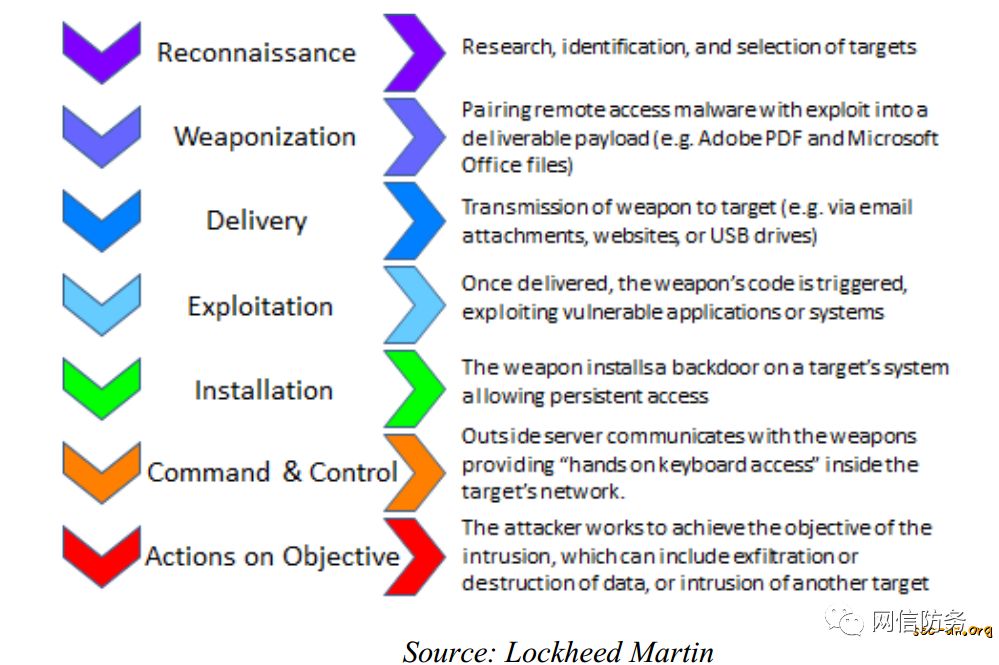 Reconnaissance
Research, identification, and selection of targets
Weaponization
Pairing remote access malware with exploit into a
deliverable payload (e.g. Adobe PDF and Microsoft
Office files)
Delivery
Transmission of weapon to target (e.g. via email
attachments, websites, or USB drives)
Exploitation
Once delivered, the weapon's code is triggered,
exploiting vulnerable applications or systems
Installation
The weapon installs a backdoor on a target's system
allowing persistent access
Command & Control
Outside server communicates with the weapons
providing “hands on keyboard access” inside the
target's network.
Actions on Objective
The attacker works to achieve the objective of the
intrusion, which can include exfiltration or
destruction of data, or intrusion of another target
网信防务
Source: Lockheed Martin